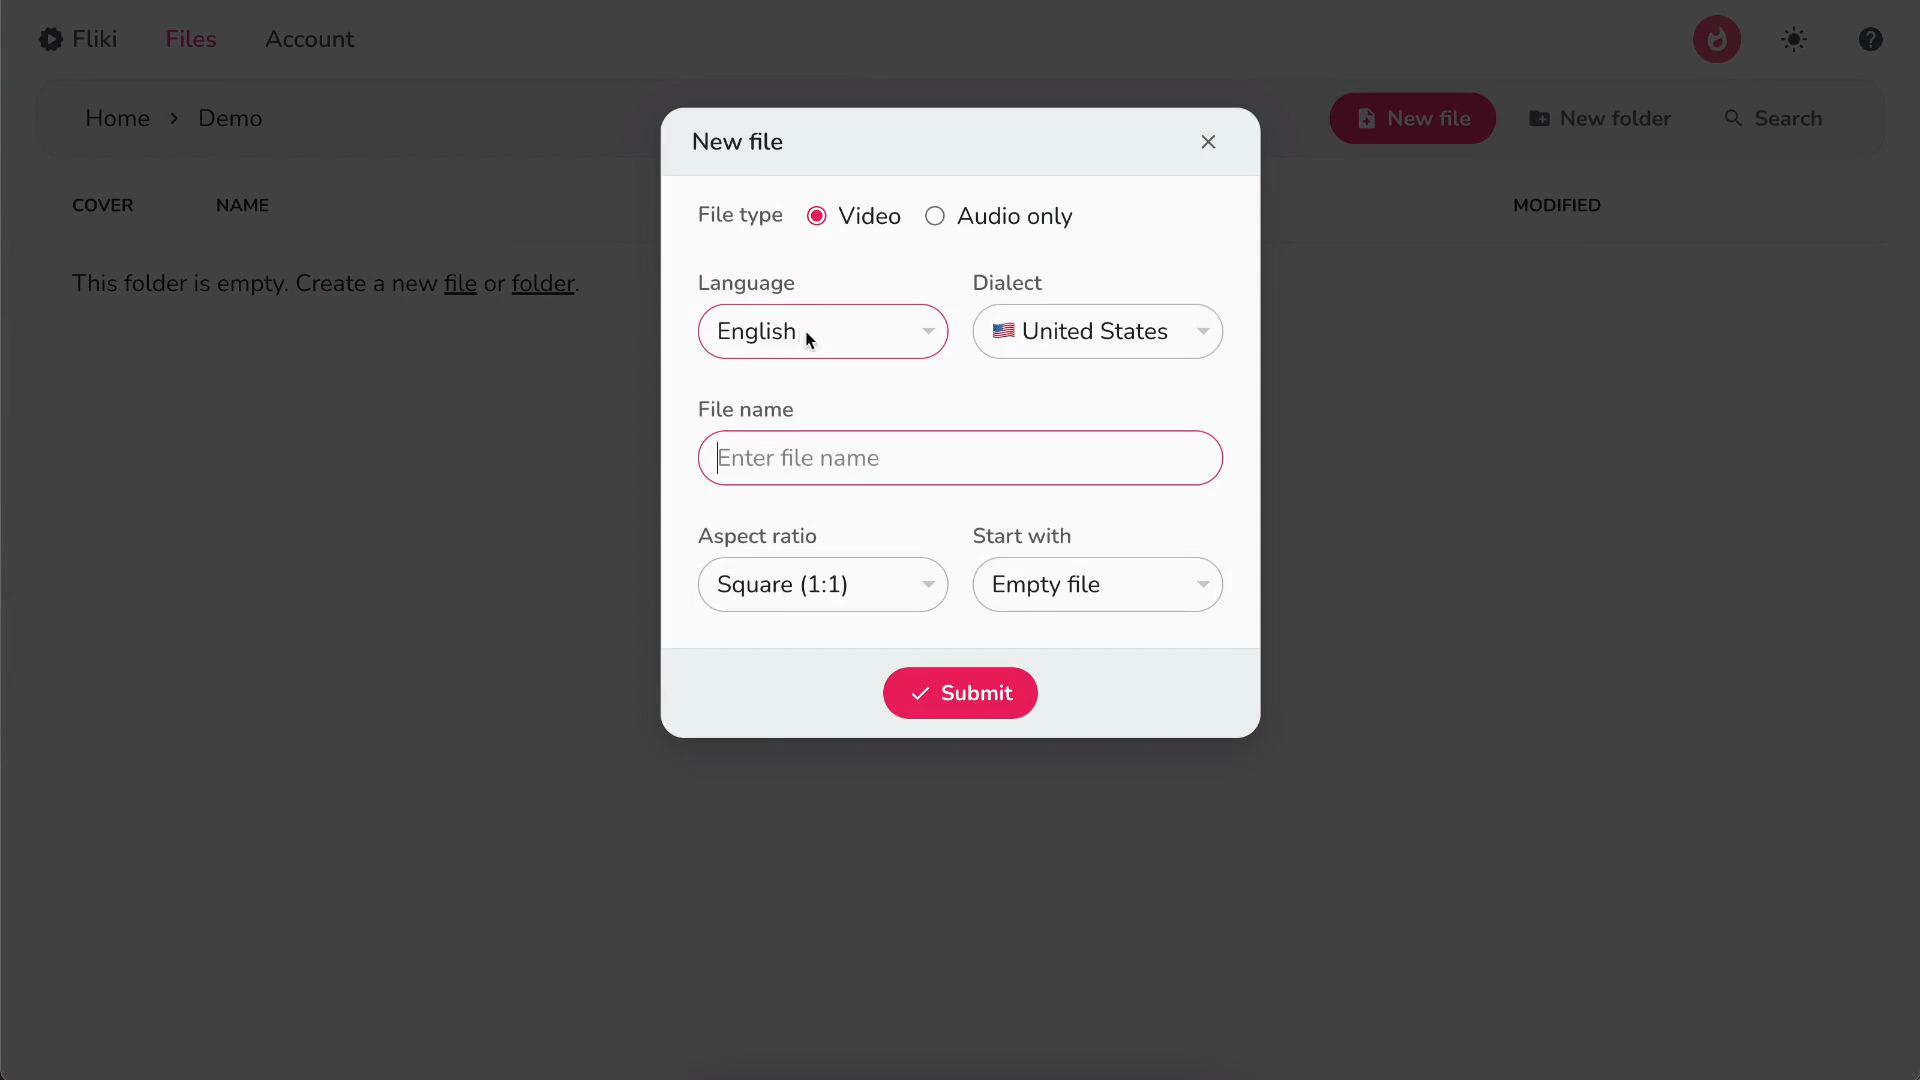 Fliki Files Account
Home Demo New file New folder Search
New file
COVER NAME MODIFIED
File type Video Audio only
This folder is empty. Create a new file or folder.
Language Dialect
English United States
File name
Enter file name
Aspect ratio Start with
Square (1:1) Empty file
Submit